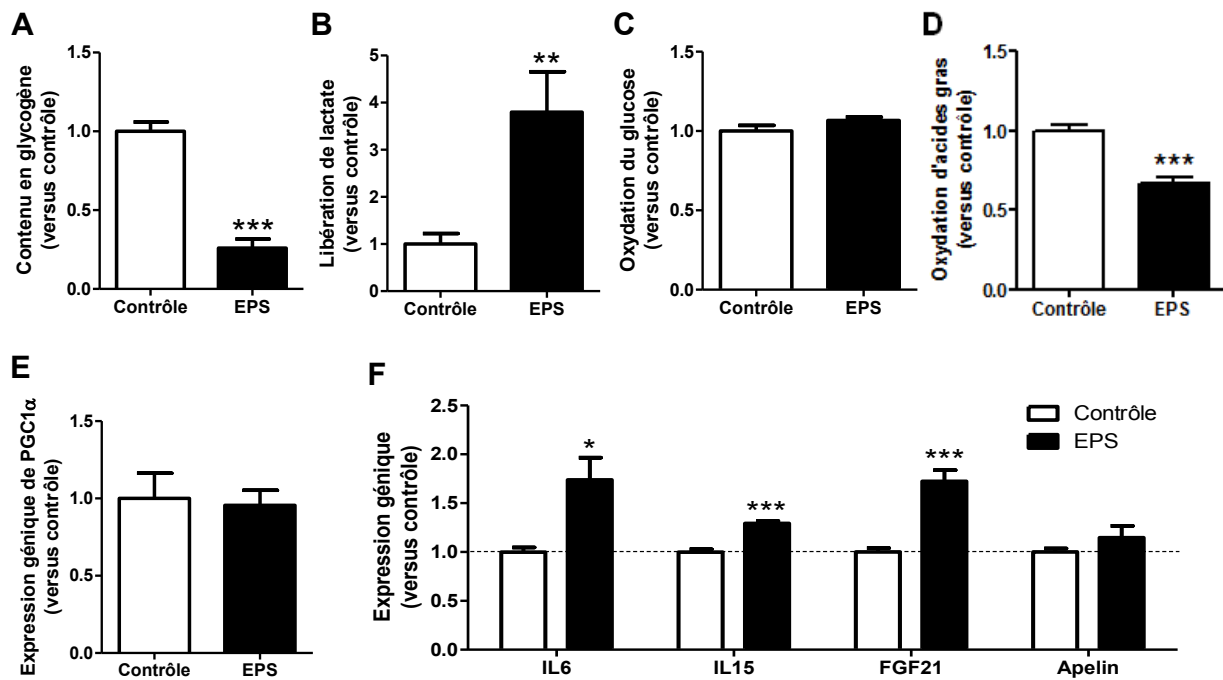 A
Contenu en glycogène
(versus contrôle)
1.5
1.0
0.5
0.0
***
Contrôle
EPS
B
Libération de lactate
(versus contrôle)
5
4
3
2
1
0
**
Contrôle
EPS
C
Oxydation du glucose
(versus contrôle)
1.5
1.0
0.5
0.0
Contrôle
EPS
D
Oxydation d'acides gras
(versus contrôle)
1.5
1.0
0.5
0.0
***
Contrôle
EPS
E
Expression génique de PGC1α
(versus contrôle)
1.5
1.0
0.5
0.0
Contrôle
EPS
F
Expression génique
(versus contrôle)
2.5
2.0
1.5
1.0
0.5
0.0
*
***
***
Contrôle
EPS
IL6
IL15
FGF21
Apelin